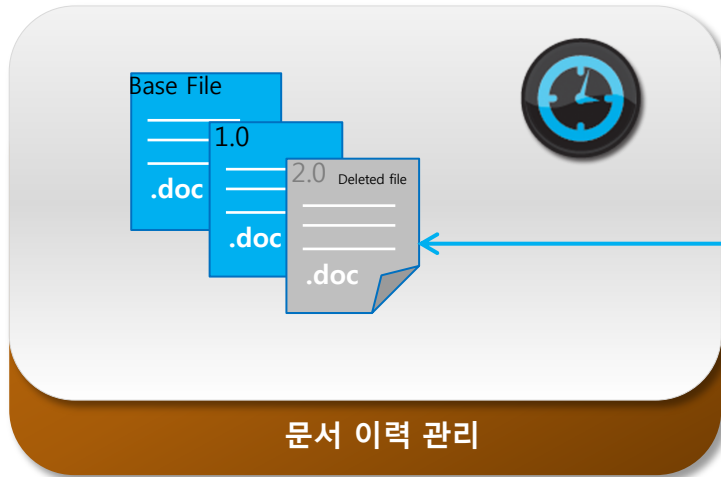 Base File
1.0
2.0 Deleted file
.doc
.doc
.doc
문서 이력 관리